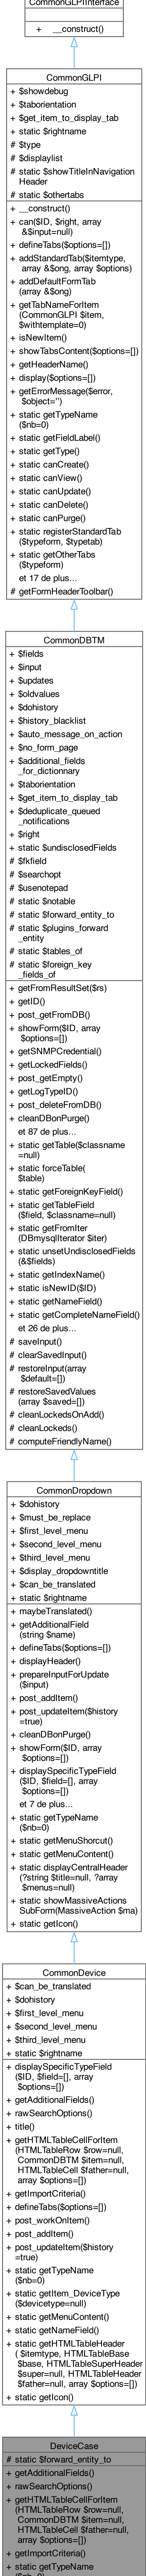 CommonGLPIInterface
+ __construct()
CommonGLPI
+ $showdebug
+ $taborientation
+ $get_item_to_display_tab
+ static $rightname
# $type
# $displaylist
# static $showTitleInNavigation
Header
# static $othertabs
+ __construct()
+ can($ID, $right, array
&$input=null)
+ defineTabs($options=[])
+ addStandardTab($itemtype,
array &$ong, array $options)
+ addDefaultFormTab
(array &$ong)
+ getTabNameForItem
(CommonGLPI $item,
$withtemplate=0)
+ isNewItem()
+ showTabsContent($options=[])
+ getHeaderName()
+ display($options=[])
+ getErrorMessage($error,
$object='')
+ static getTypeName
($nb=0)
+ static getFieldLabel()
+ static getType()
+ static canCreate()
+ static canView()
+ static canUpdate()
+ static canDelete()
+ static canPurge()
+ static registerStandardTab
($typeform, $typetab)
+ static getOtherTabs
($typeform)
et 17 de plus...
# getFormHeaderToolbar()
CommonDBTM
+ $fields
+ $input
+ $updates
+ $oldvalues
+ $dohistory
+ $history_blacklist
+ $auto_message_on_action
+ $no_form_page
+ $additional_fields
_for_dictionnary
+ $taborientation
+ $get_item_to_display_tab
+ $deduplicate_queued
_notifications
+ $right
+ static $undisclosedFields
# $fkfield
# $searchopt
# $usenotepad
# static $notable
# static $forward_entity_to
# static $plugins_forward
_entity
# static $tables_of
# static $foreign_key
_fields_of
+ getFromResultSet($rs)
+ getID()
+ post_getFromDB()
+ showForm($ID, array
$options=[])
+ getSNMPCredential()
+ getLockedFields()
+ post_getEmpty()
+ getLogTypeID()
+ post_deleteFromDB()
+ cleanDBonPurge()
et 87 de plus...
+ static getTable($classname
=null)
+ static forceTable(
$table)
+ static getForeignKeyField()
+ static getTableField
($field, $classname=null)
+ static getFromIter
(DBmysqlIterator $iter)
+ static unsetUndisclosedFields
(&$fields)
+ static getIndexName()
+ static isNewID($ID)
+ static getNameField()
+ static getCompleteNameField()
et 26 de plus...
# saveInput()
# clearSavedInput()
# restoreInput(array
$default=[])
# restoreSavedValues
(array $saved=[])
# cleanLockedsOnAdd()
# cleanLockeds()
# computeFriendlyName()
CommonDropdown
+ $dohistory
+ $must_be_replace
+ $first_level_menu
+ $second_level_menu
+ $third_level_menu
+ $display_dropdowntitle
+ $can_be_translated
+ static $rightname
+ maybeTranslated()
+ getAdditionalField
(string $name)
+ defineTabs($options=[])
+ displayHeader()
+ prepareInputForUpdate
($input)
+ post_addItem()
+ post_updateItem($history
=true)
+ cleanDBonPurge()
+ showForm($ID, array
$options=[])
+ displaySpecificTypeField
($ID, $field=[], array
$options=[])
et 7 de plus...
+ static getTypeName
($nb=0)
+ static getMenuShorcut()
+ static getMenuContent()
+ static displayCentralHeader
(?string $title=null, ?array
$menus=null)
+ static showMassiveActions
SubForm(MassiveAction $ma)
+ static getIcon()
CommonDevice
+ $can_be_translated
+ $dohistory
+ $first_level_menu
+ $second_level_menu
+ $third_level_menu
+ static $rightname
+ displaySpecificTypeField
($ID, $field=[], array
$options=[])
+ getAdditionalFields()
+ rawSearchOptions()
+ title()
+ getHTMLTableCellForItem
(HTMLTableRow $row=null,
CommonDBTM $item=null,
HTMLTableCell $father=null,
array $options=[])
+ getImportCriteria()
+ defineTabs($options=[])
+ post_workOnItem()
+ post_addItem()
+ post_updateItem($history
=true)
+ static getTypeName
($nb=0)
+ static getItem_DeviceType
($devicetype=null)
+ static getMenuContent()
+ static getNameField()
+ static getHTMLTableHeader
( $itemtype, HTMLTableBase
$base, HTMLTableSuperHeader
$super=null, HTMLTableHeader
$father=null, array $options=[])
+ static getIcon()
DeviceCase
# static $forward_entity_to
+ getAdditionalFields()
+ rawSearchOptions()
+ getHTMLTableCellForItem
(HTMLTableRow $row=null,
CommonDBTM $item=null,
HTMLTableCell $father=null,
array $options=[])
+ getImportCriteria()
+ static getTypeName
($nb=0)